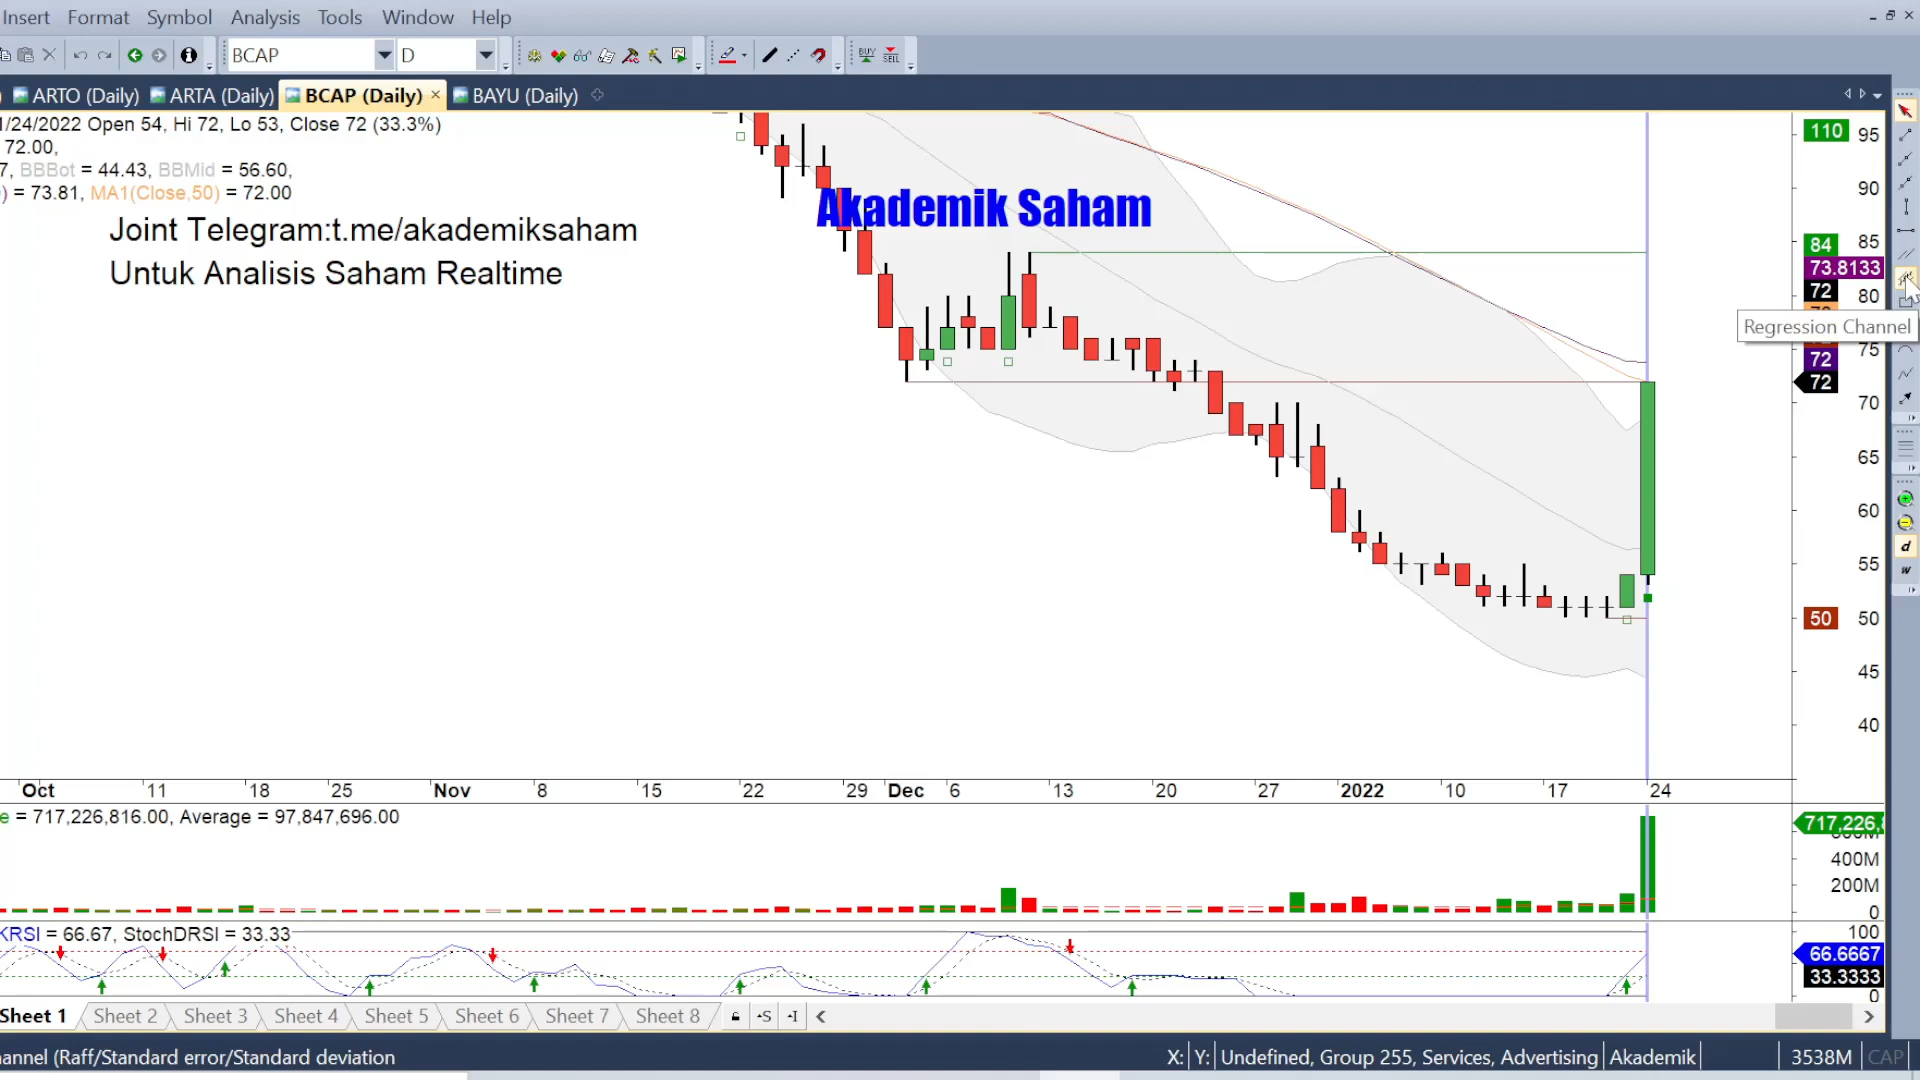 Insert Format Symbol Analysis Tools Window Help
BCAP D BUY SELL
ARTO (Daily) ARTA (Daily) BCAP (Daily) × BAYU (Daily)
1/24/2022 Open 54, Hi 72, Lo 53, Close 72 (33.3%)
72.00,
7, BBBot = 44.43, BBMid = 56.60,
) = 73.81, MA1(Close,50) = 72.00
Joint Telegram:t.me/akademiksaham
Untuk Analisis Saham Realtime
Akademik Saham
110 95
90
84 85
73.8133
72 80
Regression Channel
75
72
72
70
65
60
55
50 50
45
40
d
w
Oct 11 18 25 Nov 8 15 22 29 Dec 6 13 20 27 2022 10 17 24
e = 717,226,816.00, Average = 97,847,696.00
717,226,8
400M
200M
0
KRSI = 66.67, StochDRSI = 33.33
100
66.6667
33.3333
0
Sheet 1 Sheet 2 Sheet 3 Sheet 4 Sheet 5 Sheet 6 Sheet 7 Sheet 8 S I
annel (Raff/Standard error/Standard deviation X: Y: Undefined, Group 255, Services, Advertising Akademik 3538M CAP